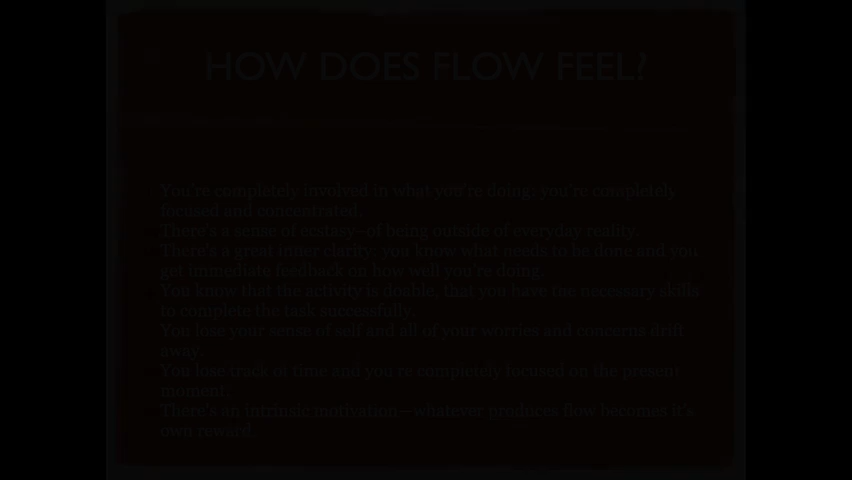 HOW DOES FLOW FEEL?
You're completely involved in what you're doing, you're completely
focused and concentrated.
There's a sense of ecstasy—of being outside of everyday reality.
There's a great inner clarity, you know what needs to be done and you
get immediate feedback on how well you're doing.
You know that the activity is doable, that you have the necessary skills
to complete the task successfully.
You lose your sense of self and all of your worries and concerns drift
away.
You lose track of time and you're completely focused on the present
moment.
There's an intrinsic motivation—whatever produces flow becomes it's
own reward.